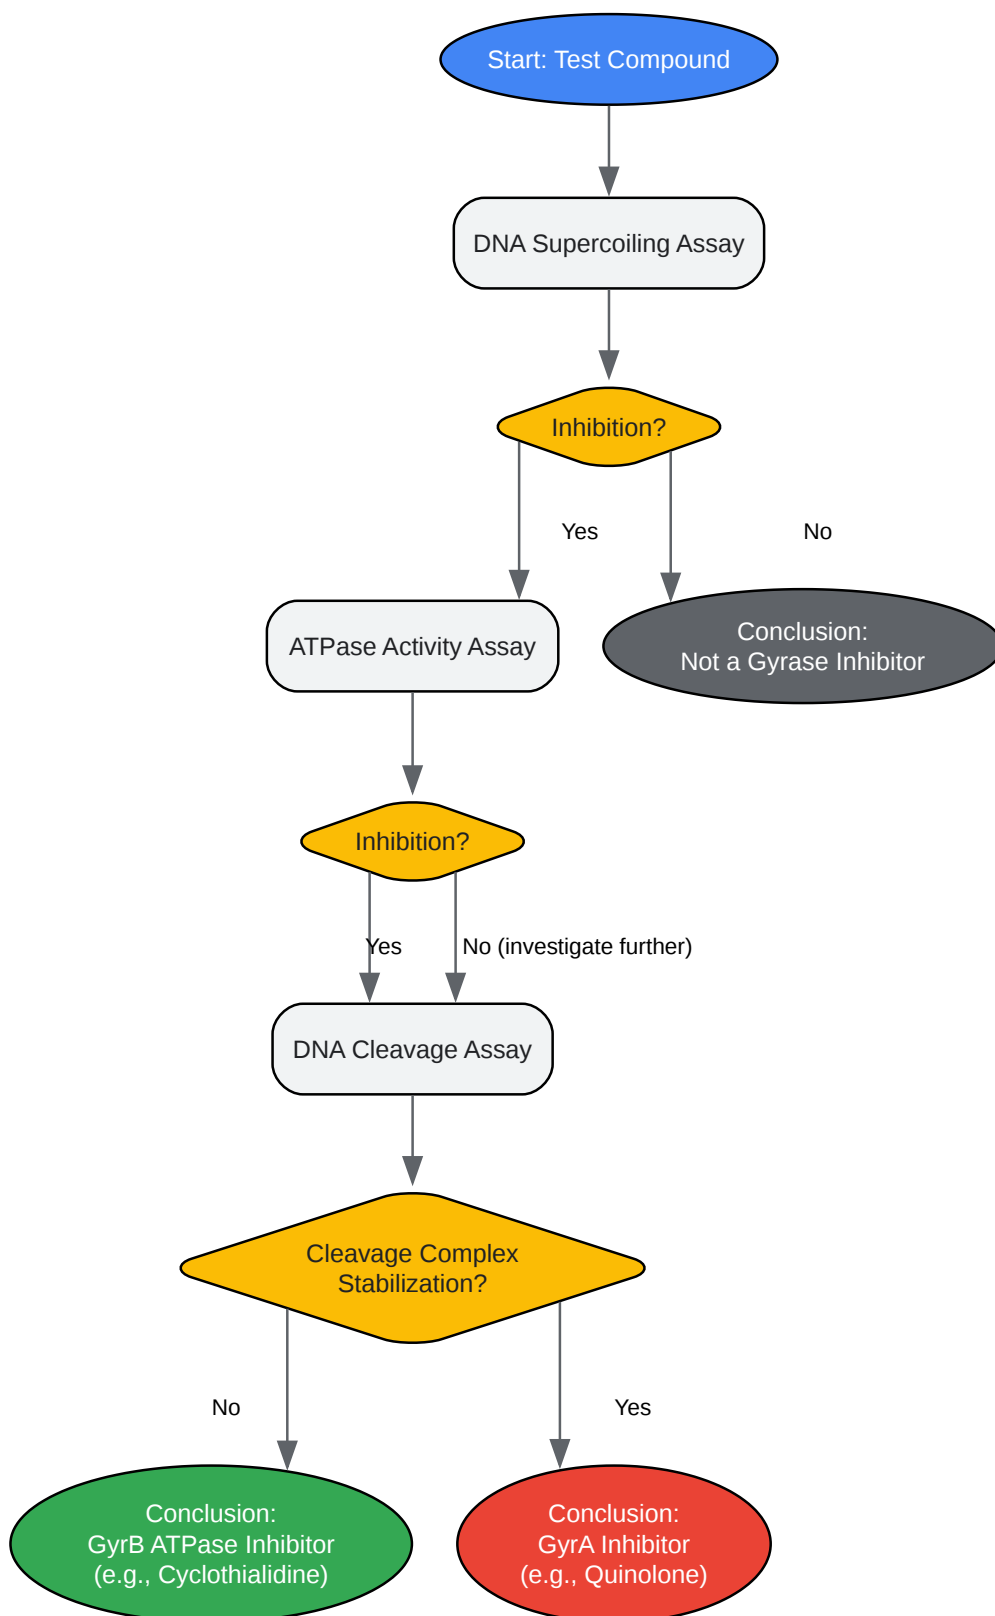 Start: Test Compound
DNA Supercoiling Assay
Inhibition?
Yes
No
ATPase Activity Assay
Conclusion:
Not a Gyrase Inhibitor
Inhibition?
Yes
No (investigate further)
DNA Cleavage Assay
Cleavage Complex
Stabilization?
No
Yes
Conclusion:
GyrB ATPase Inhibitor
(e.g., Cyclothialidine)
Conclusion:
GyrA Inhibitor
(e.g., Quinolone)